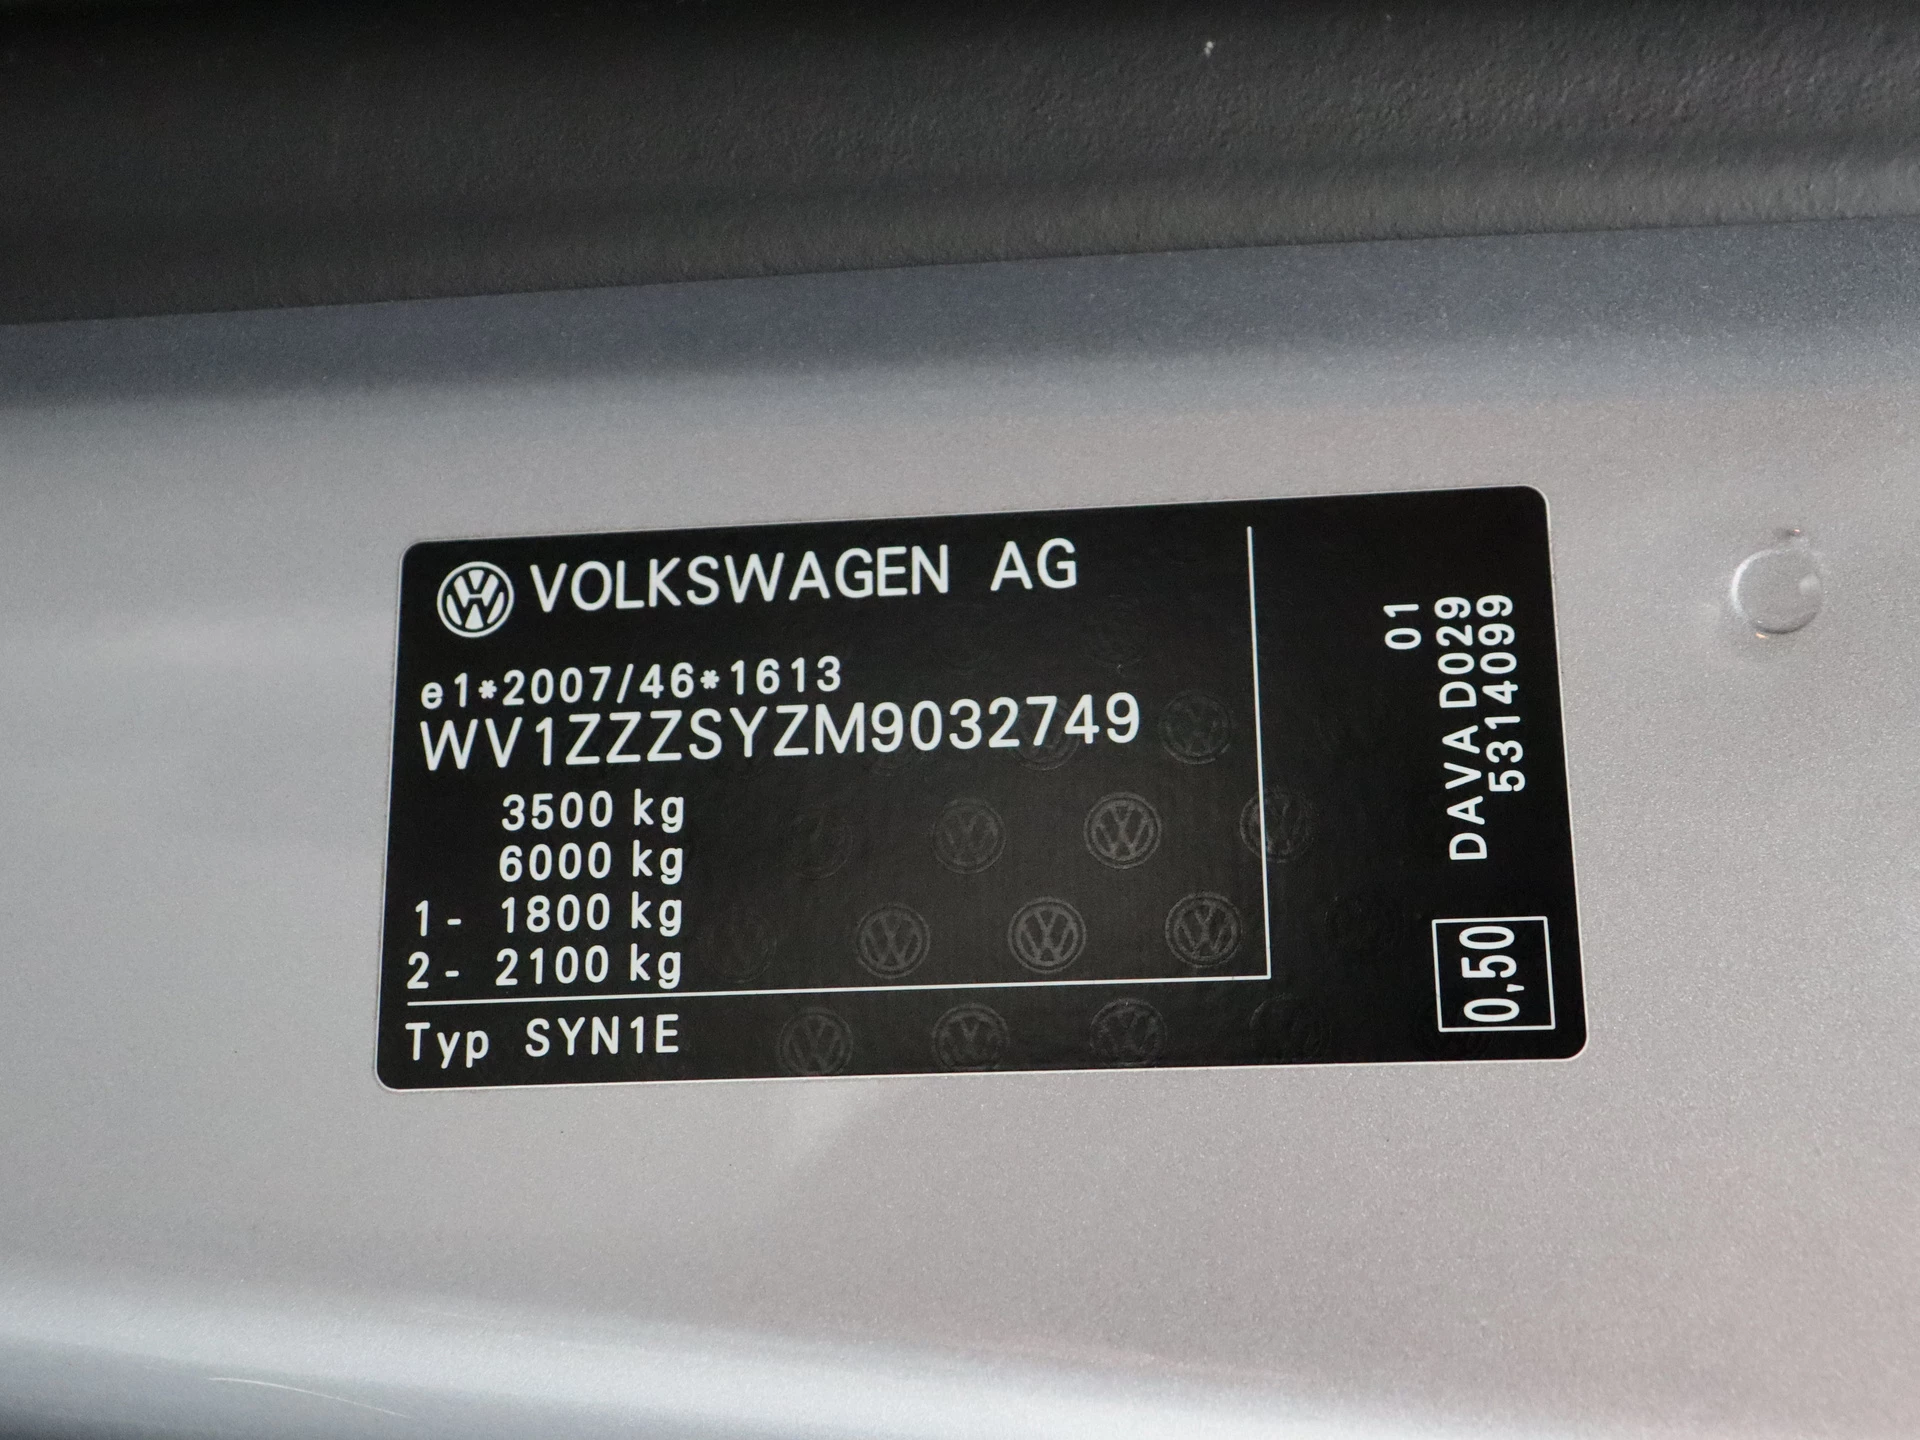 VOLKSWAGEN AG
e1*2007/46*1613
WV1ZZZSYZM9032749
3500 kg
6000 kg
1- 1800 kg
2- 2100 kg
Typ SYN1E
01
DAVA D029
5314099
0,50